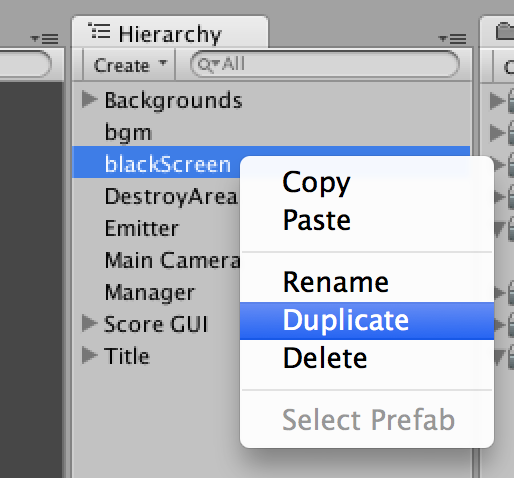 Hierarchy
Create
All
Backgrounds
bgm
blackScreen
DestroyArea
Emitter
Main Camera
Manager
Score GUI
Title
Copy
Paste
Rename
Duplicate
Delete
Select Prefab